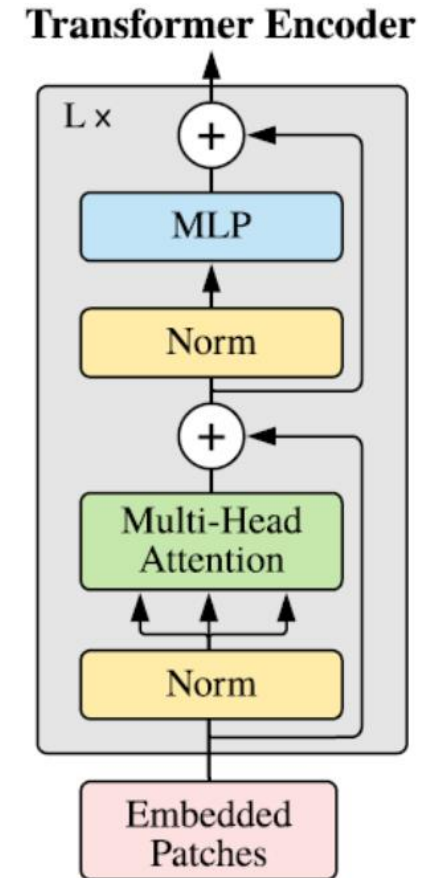 Transformer Encoder
L ×
+
MLP
Norm
+
Multi-Head
Attention
Norm
Embedded
Patches